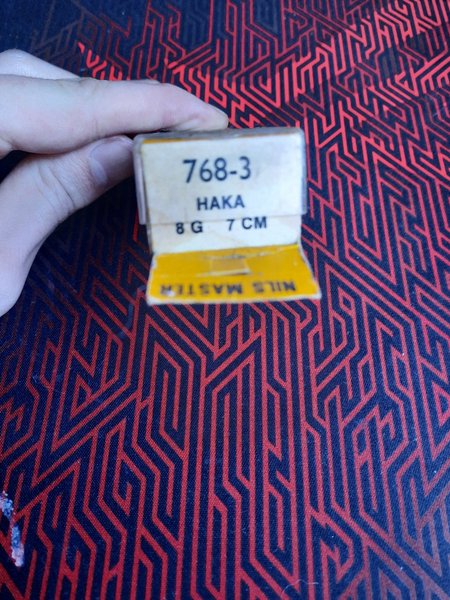 768-3
HAKA
8 G 7 CM
NILS MASTER